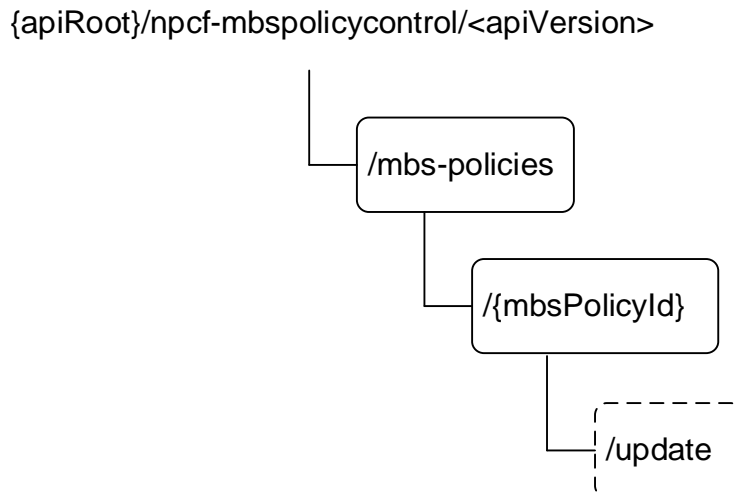 {apiRoot}/npcf-mbspolicycontrol/<apiVersion>
/mbs-policies
/{mbsPolicyId}
/update